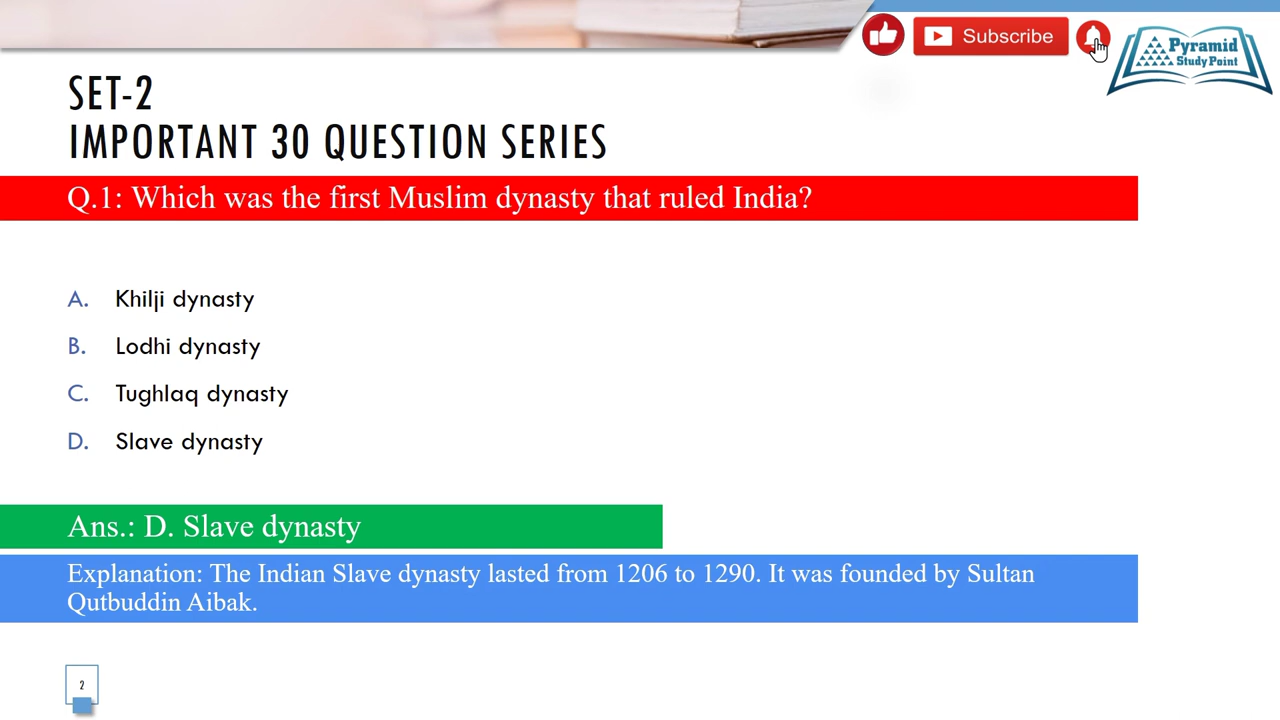 Subscribe
Pyramid
Study Point
SET-2
IMPORTANT 30 QUESTION SERIES
Q.1: Which was the first Muslim dynasty that ruled India?
A. Khilji dynasty
B. Lodhi dynasty
C. Tughlaq dynasty
D. Slave dynasty
Ans.: D. Slave dynasty
Explanation: The Indian Slave dynasty lasted from 1206 to 1290. It was founded by Sultan
Qutbuddin Aibak.
2